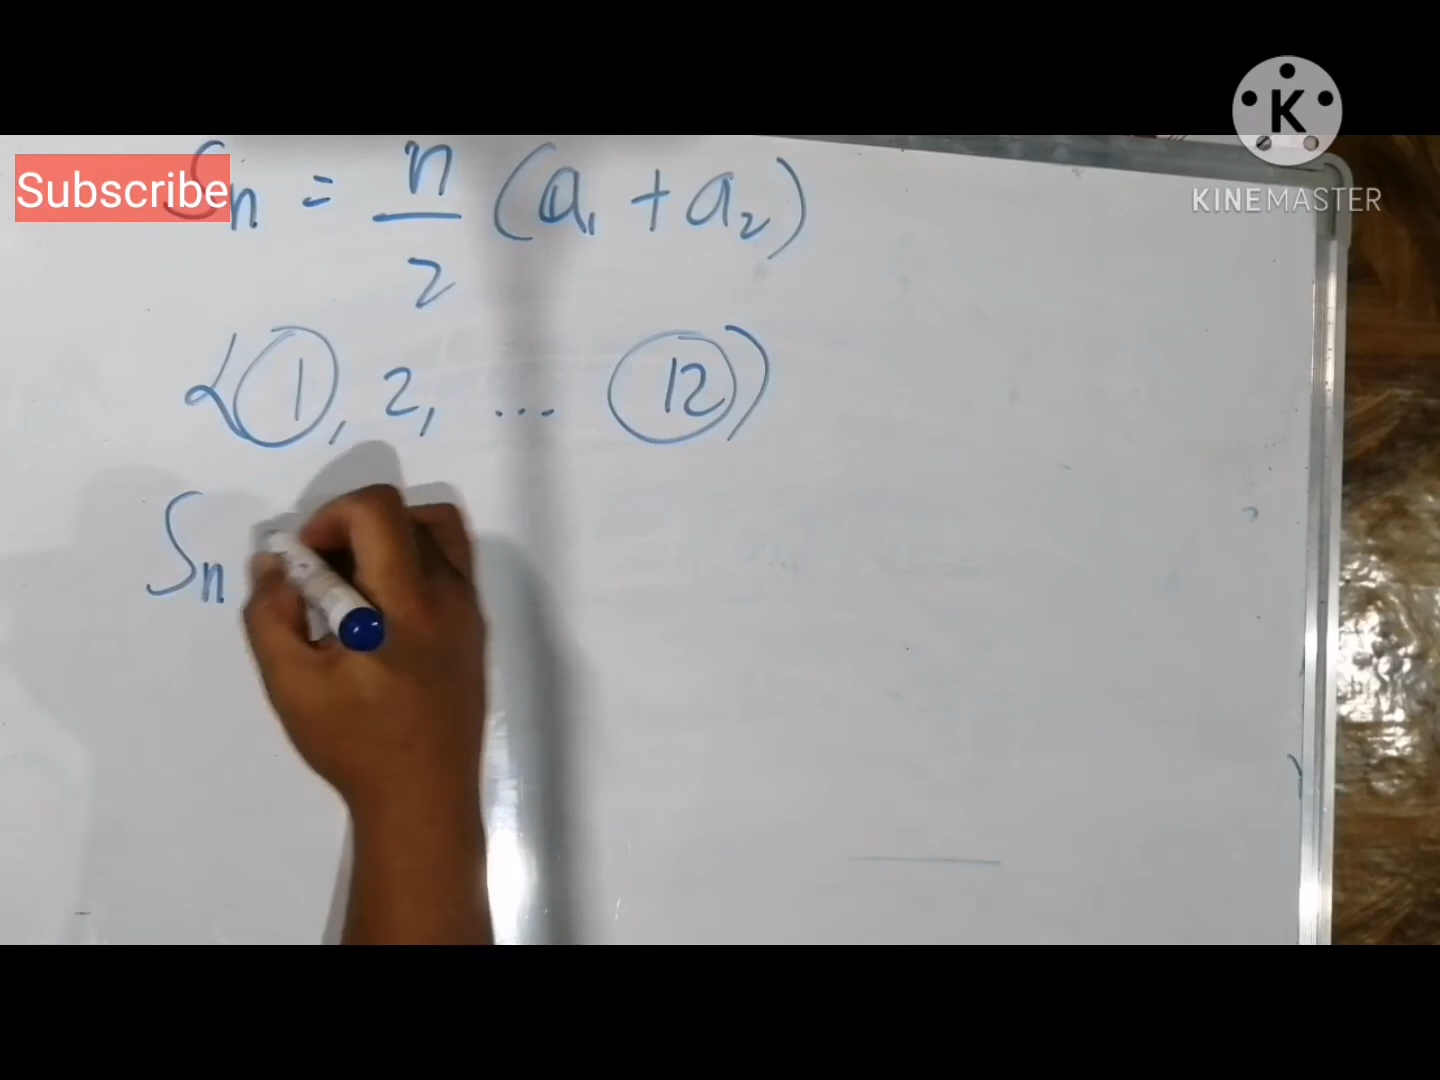 K
KINEMASTER
Subscribe
Sn = n/2 (a₁ + a₂)
(1, 2, ... 12)
Sn